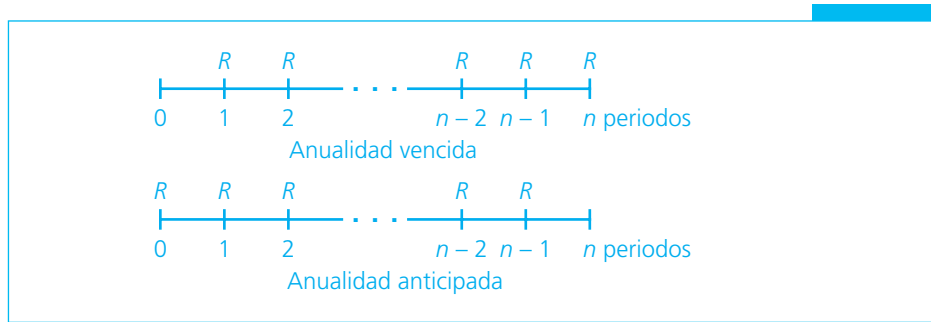 R R R R R
0 1 2 n – 2 n – 1 n periodos
Anualidad vencida
R R R R R
0 1 2 n – 2 n – 1 n periodos
Anualidad anticipada